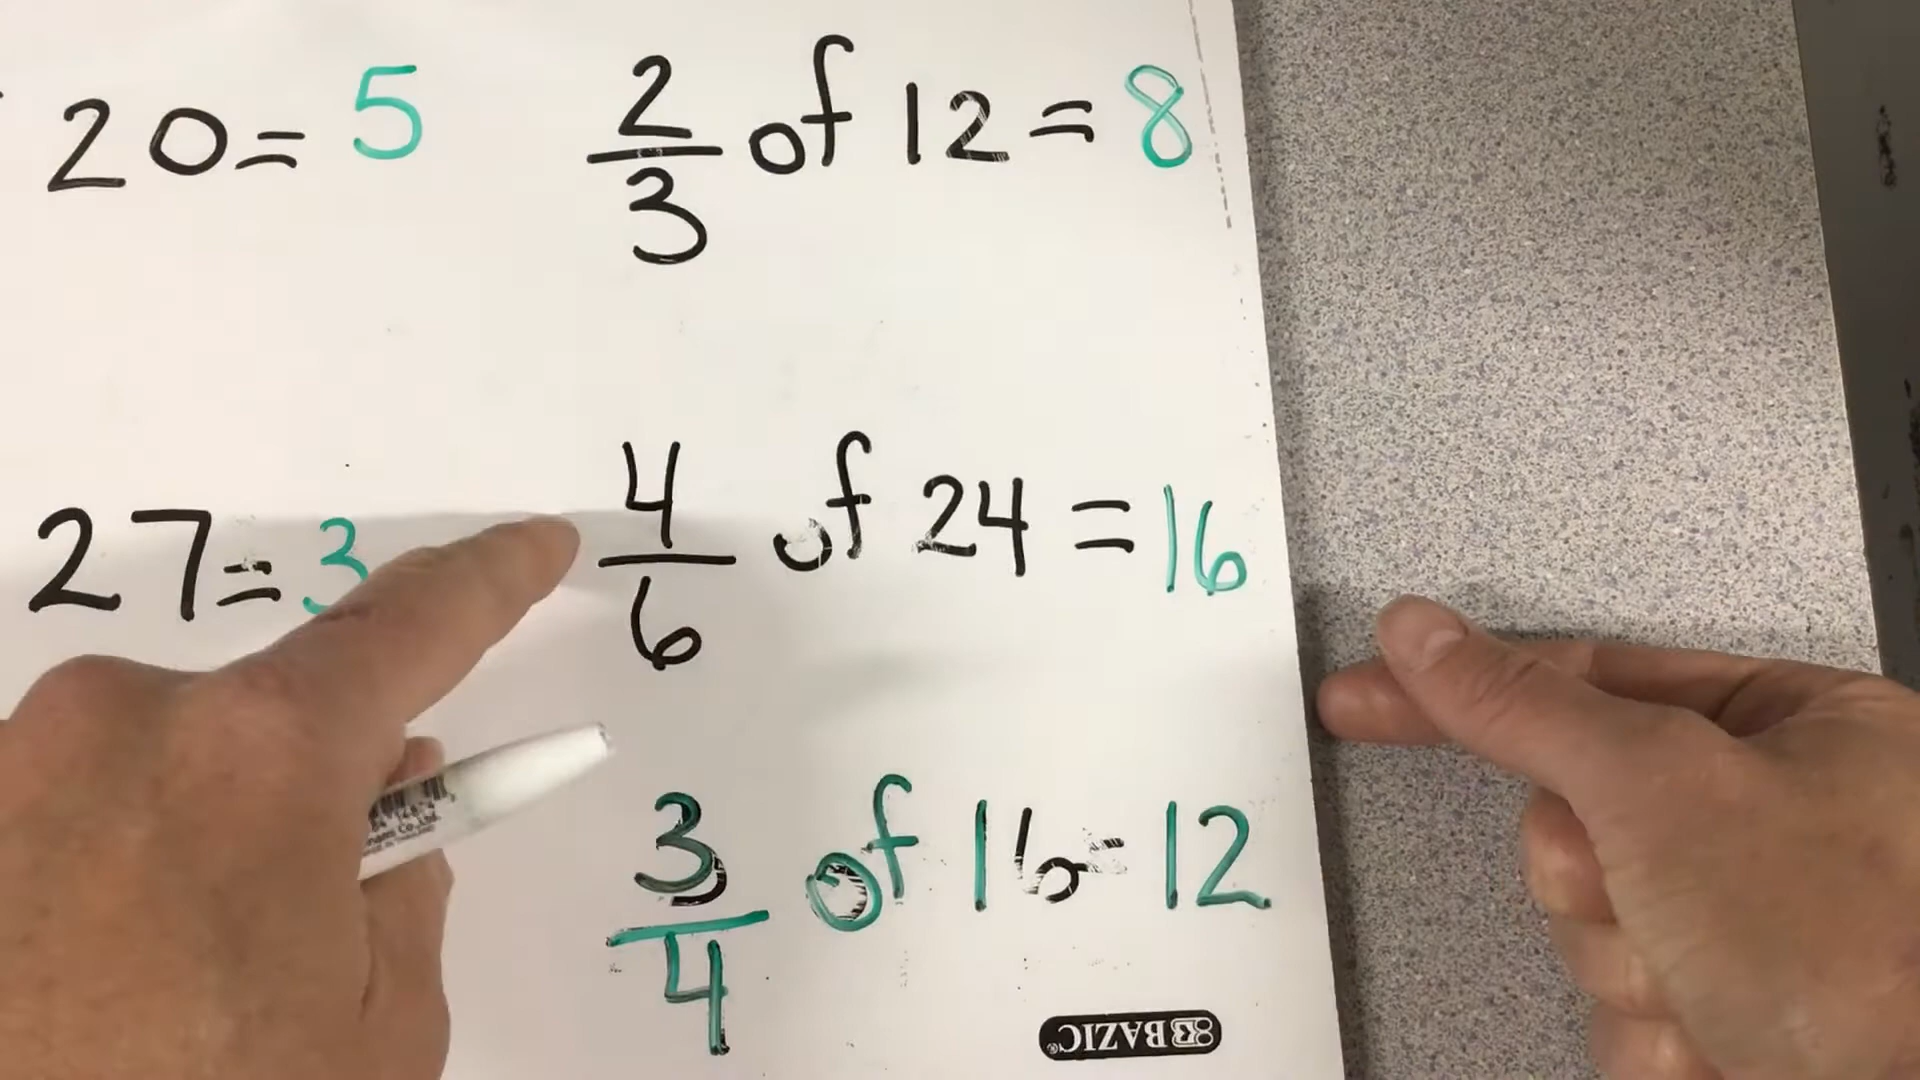 20 = 5
2/3 of 12 = 8
27 = 3
4/6 of 24 = 16
3/4 of 16 = 12
BAZIC